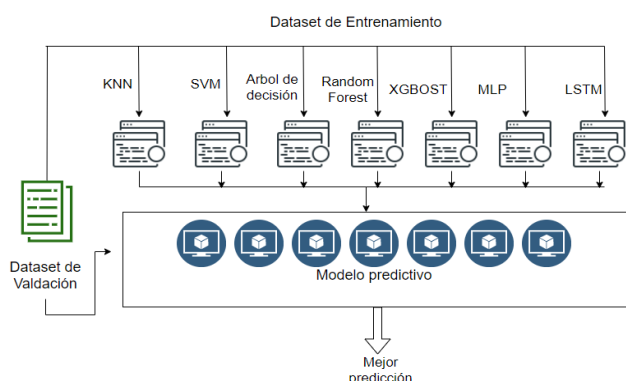 Dataset de Entrenamiento
KNN
SVM
Arbol de
decisión
Random
Forest
XGBOST
MLP
LSTM
Dataset de
Valdación
Modelo predictivo
Mejor
predicción